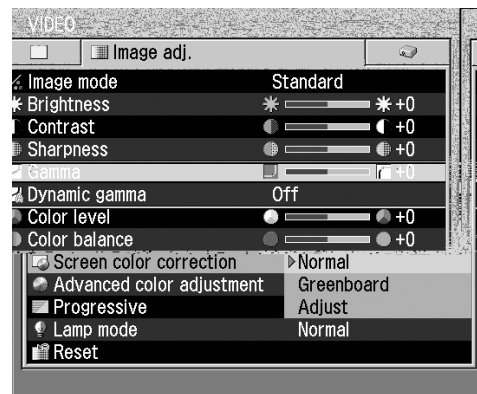 VIDEO
Image adj.
Image mode Standard
Brightness +0
Contrast +0
Sharpness +0
Gamma +0
Dynamic gamma Off
Color level +0
Color balance +0
Screen color correction Normal
Advanced color adjustment Greenboard
Progressive Adjust
Lamp mode Normal
Reset